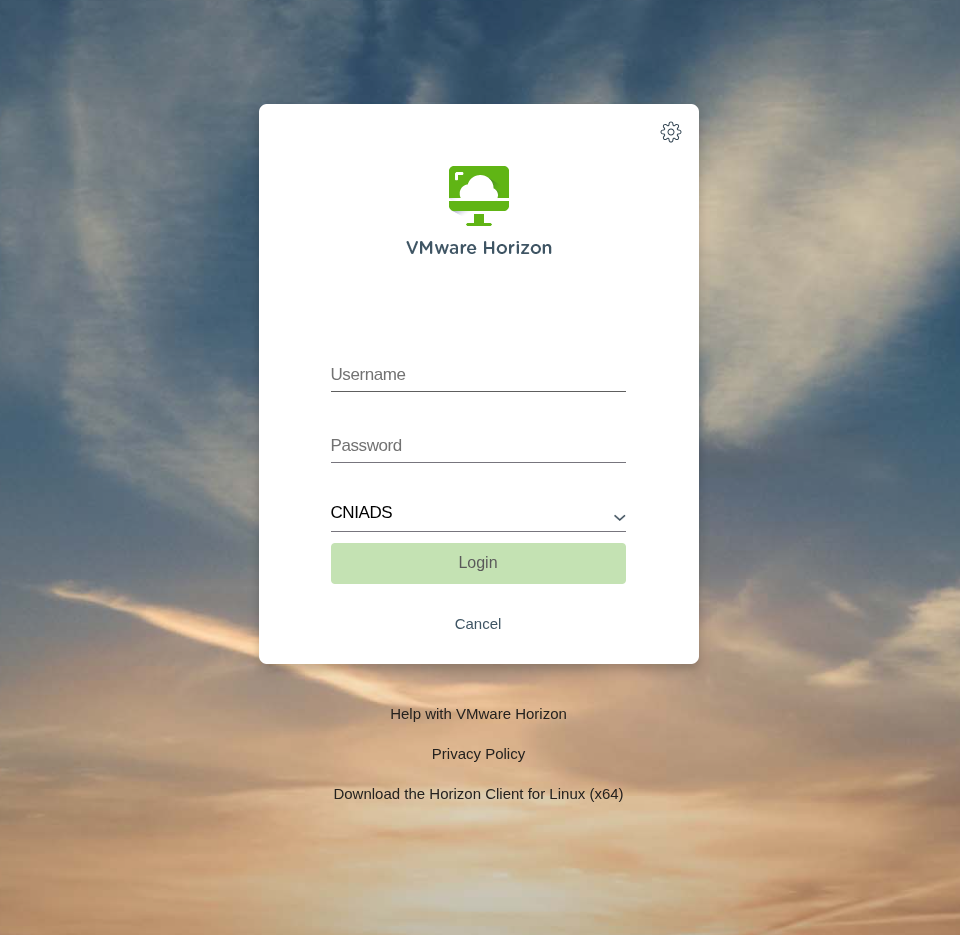 VMware Horizon
Username
Password
CNIADS
Login
Cancel
Help with VMware Horizon
Privacy Policy
Download the Horizon Client for Linux (x64)